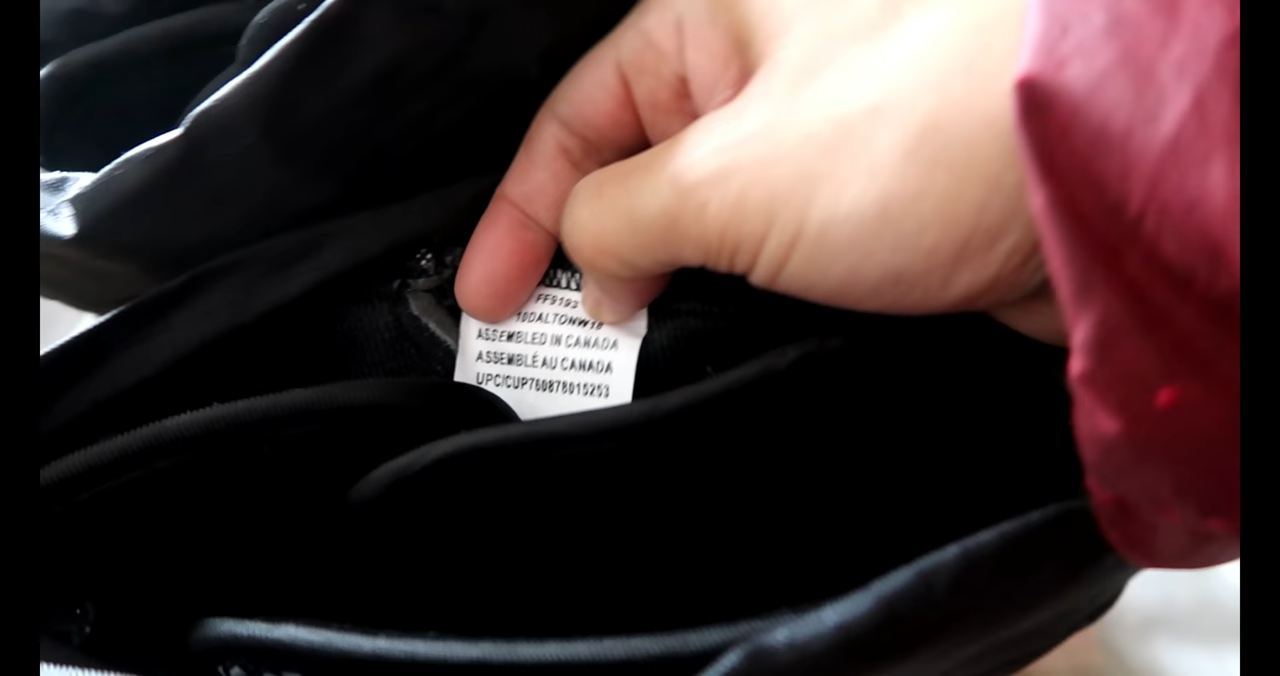 FF9193
10DALTONW18
ASSEMBLED IN CANADA
ASSEMBLÉ AU CANADA
UPC/CUP760878015253